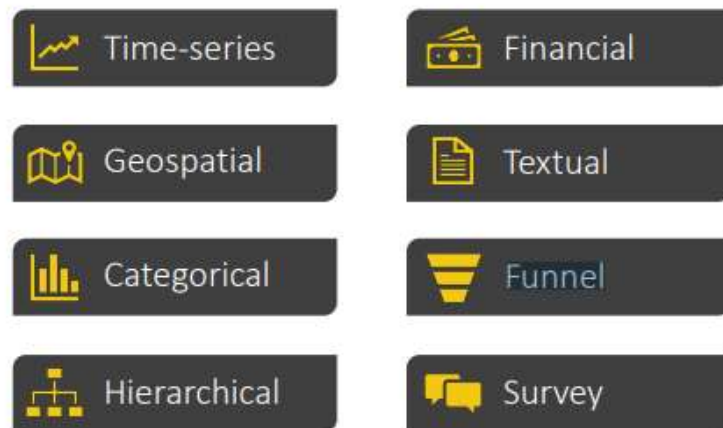 Time-series
Financial
Geospatial
Textual
Categorical
Funnel
Hierarchical
Survey